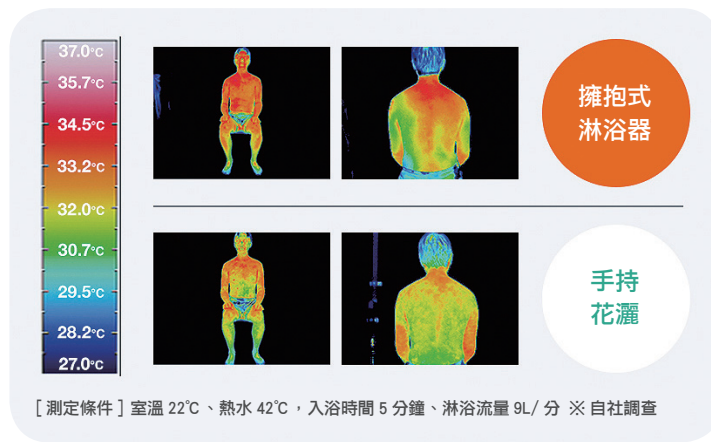 37.0°C
35.7°C
34.5°C
33.2°C
32.0°C
30.7°C
29.5°C
28.2°C
27.0°C
擁抱式
淋浴器
手持
花灑
[ 測定條件 ] 室溫 22℃、熱水 42℃，入浴時間 5 分鐘、淋浴流量 9L/ 分 ※ 自社調查